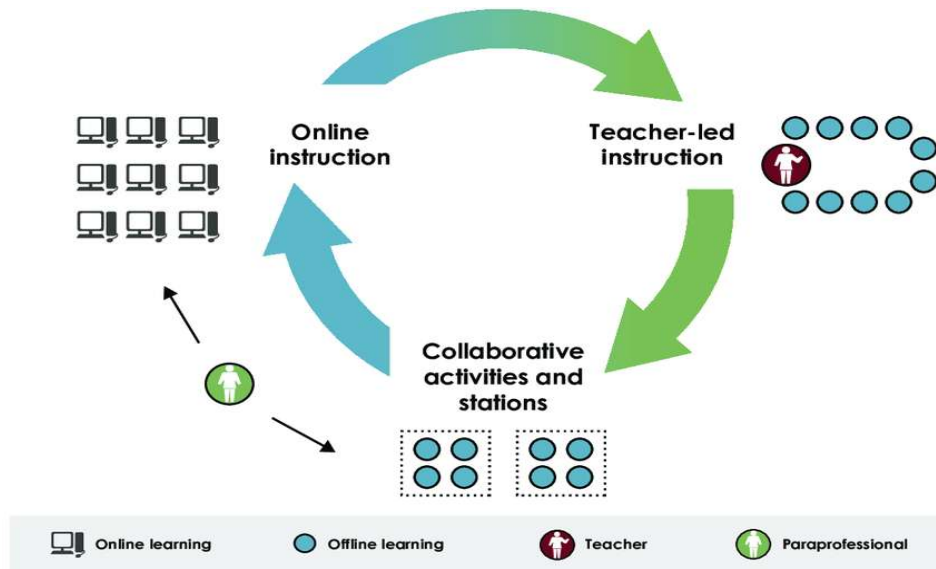 Online
instruction
Teacher-led
instruction
Collaborative
activities and
stations
Online learning
Offline learning
Teacher
Paraprofessional